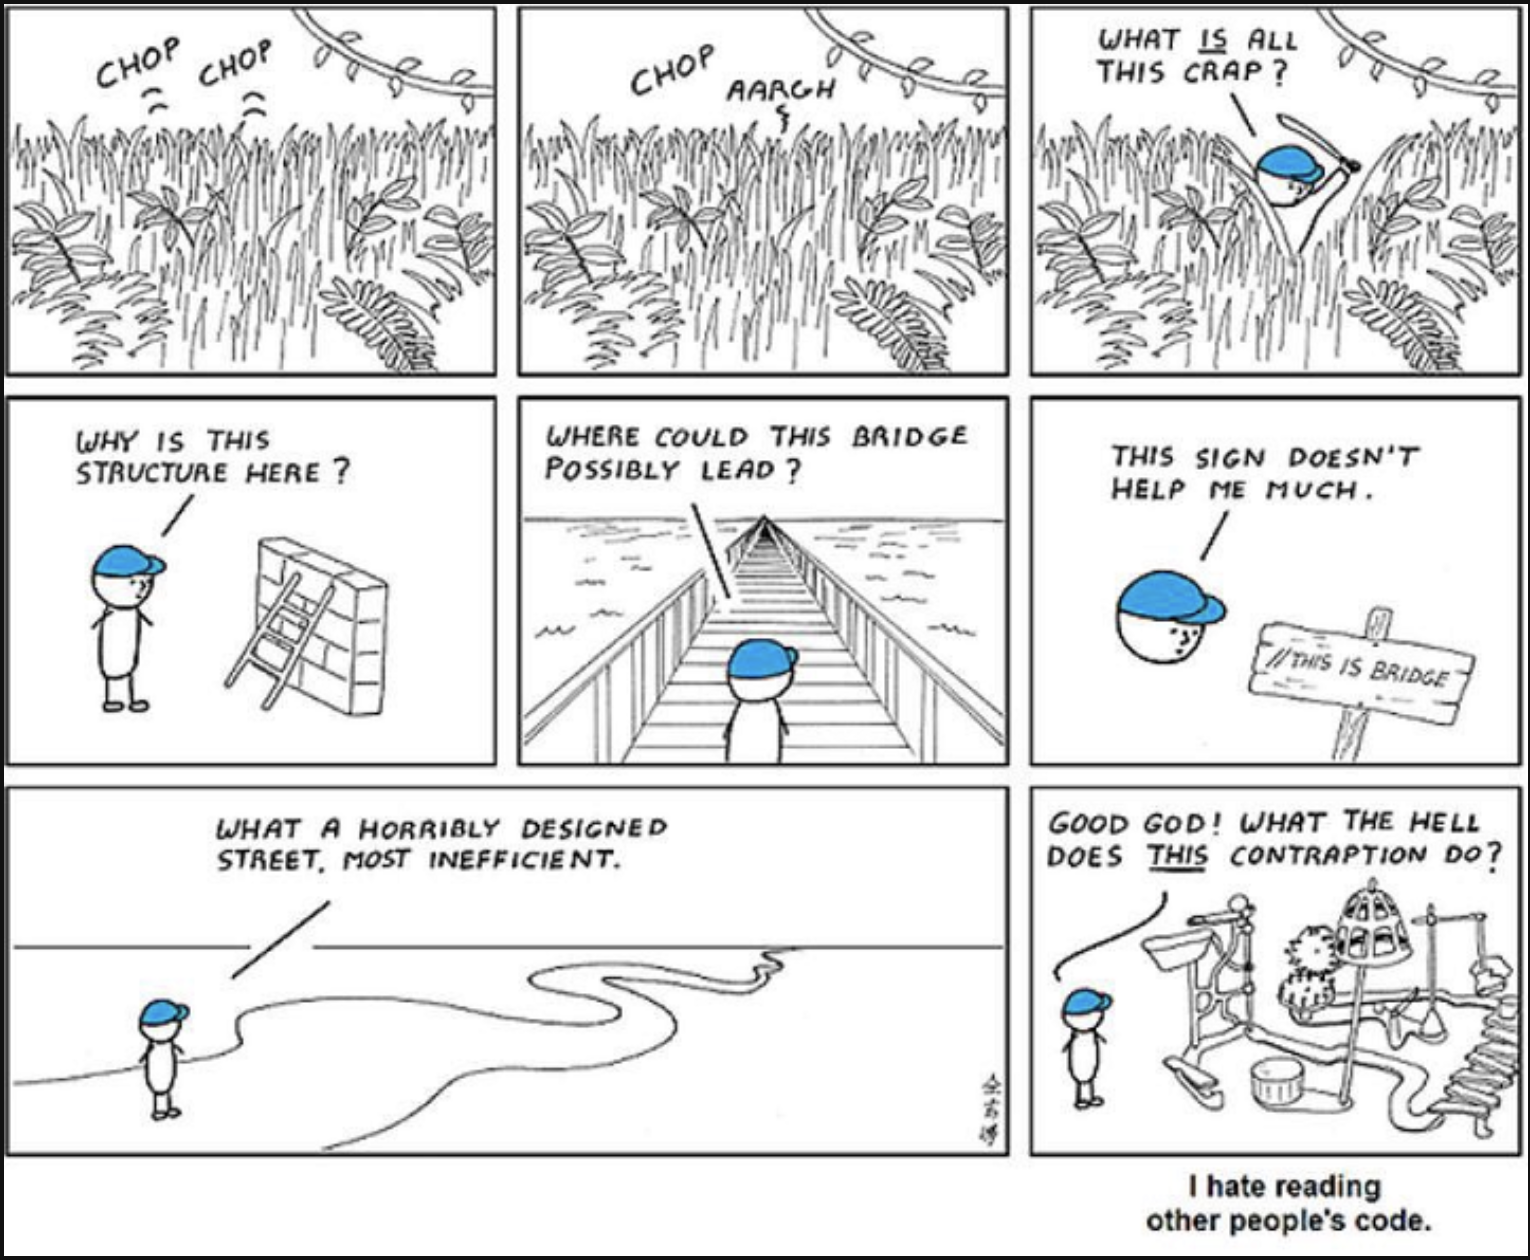 CHOP CHOP
CHOP
AARGH
WHAT IS ALL
THIS CRAP?
WHY IS THIS
STRUCTURE HERE?
WHERE COULD THIS BRIDGE
POSSIBLY LEAD?
THIS SIGN DOESN'T
HELP ME MUCH.
//THIS IS BRIDGE
WHAT A HORRIBLY DESIGNED
STREET. MOST INEFFICIENT.
GOOD GOD! WHAT THE HELL
DOES THIS CONTRAPTION DO?
I hate reading
other people's code.